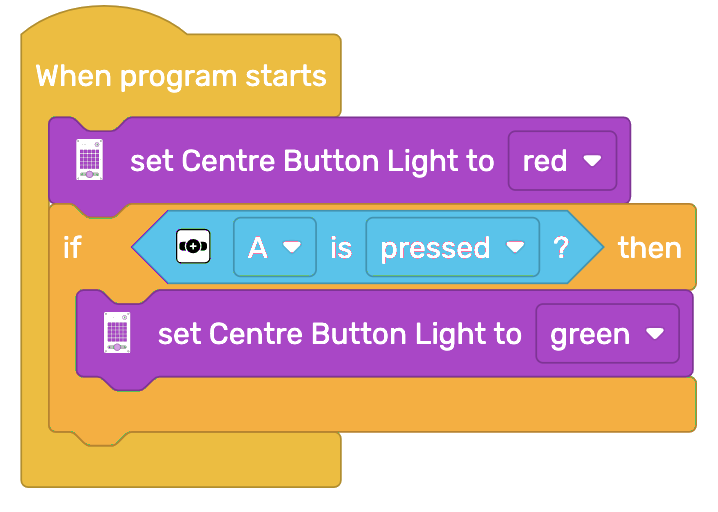 When program starts
set Centre Button Light to red
if A is pressed ? then
set Centre Button Light to green